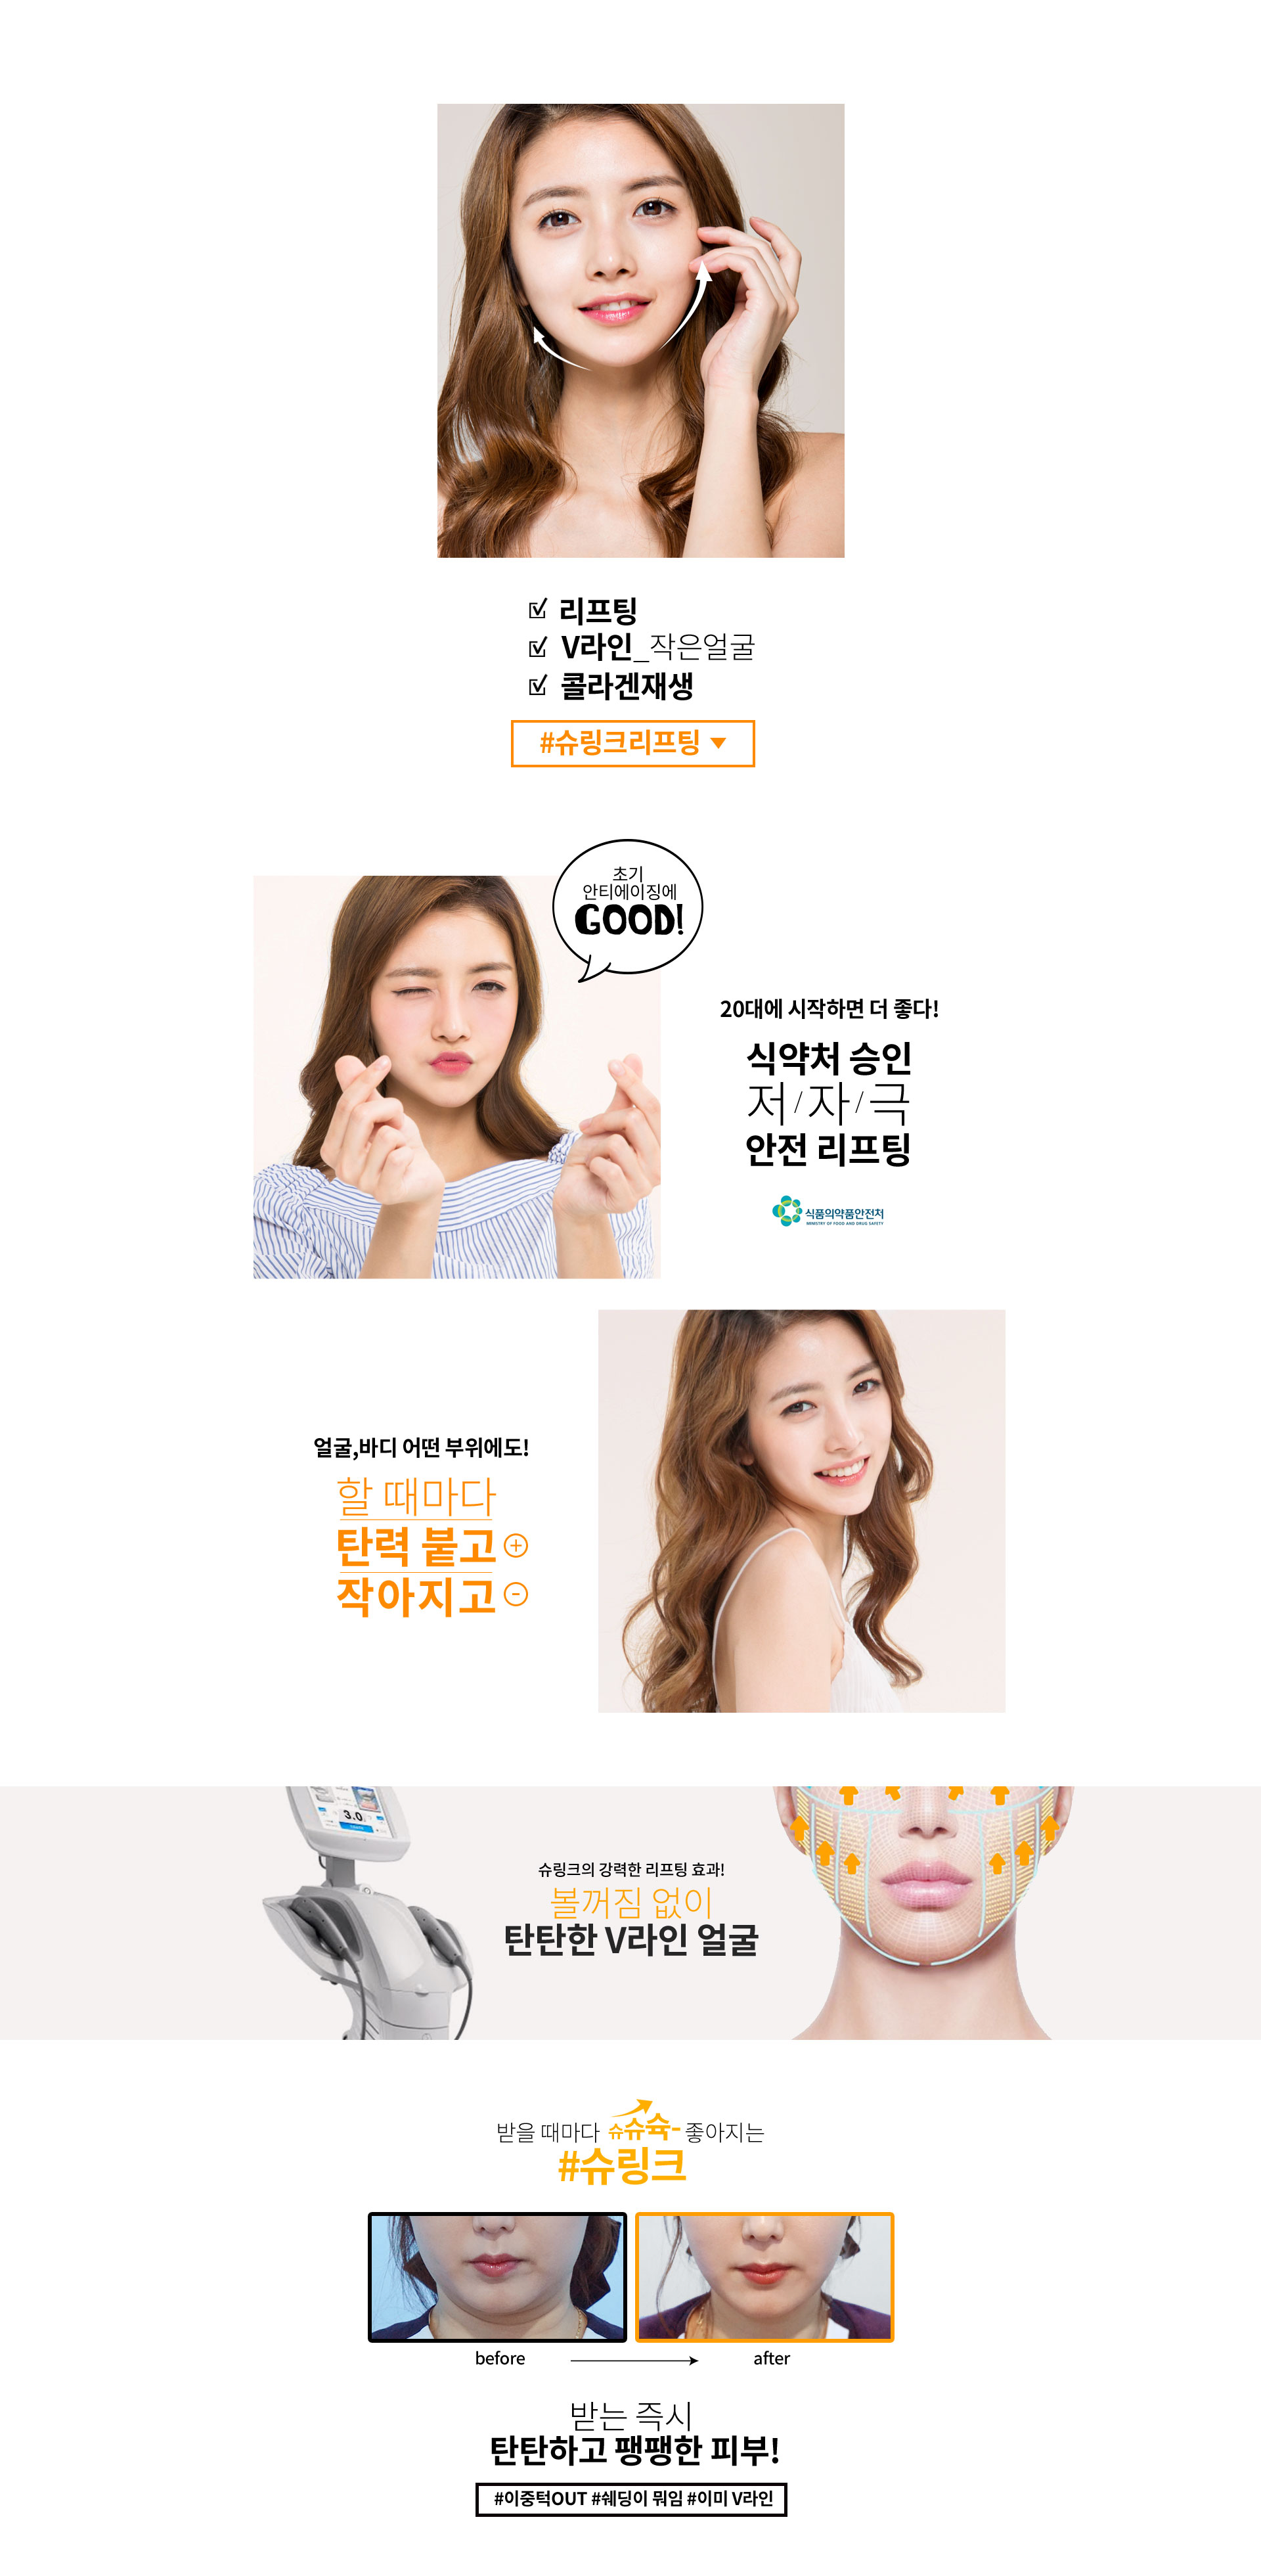 리프팅
V라인_작은얼굴
콜라겐재생
#슈링크리프팅
초기
안티에이징에
GOOD!
20대에 시작하면 더 좋다!
식약처 승인
저/자/극
안전 리프팅
식품의약품안전처
MINISTRY OF FOOD AND DRUG SAFETY
얼굴,바디 어떤 부위에도!
할 때마다
탄력 붙고 +
작아지고 -
3.0
슈링크의 강력한 리프팅 효과!
볼꺼짐 없이
탄탄한 V라인 얼굴
받을 때마다 슈슈슉- 좋아지는
#슈링크
before
after
받는 즉시
탄탄하고 팽팽한 피부!
#이중턱OUT #쉐딩이 뭐임 #이미 V라인